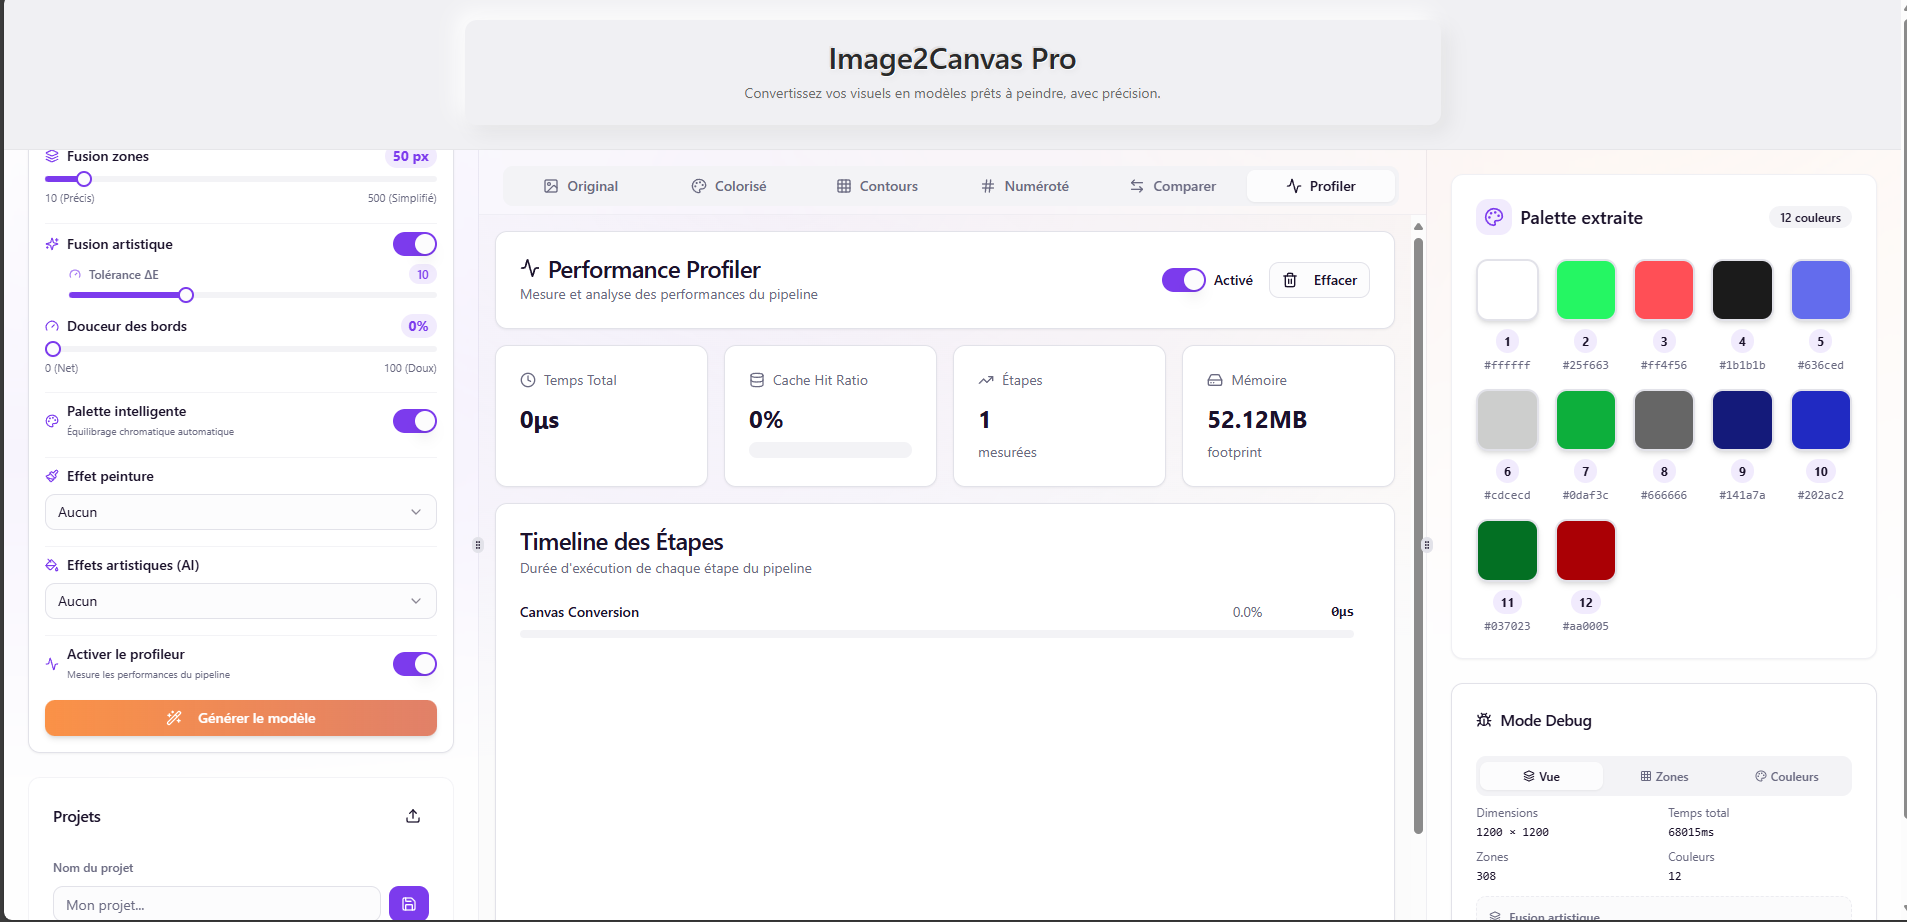 Image2Canvas Pro
Convertissez vos visuels en modèles prêts à peindre, avec précision.
Fusion zones
50 px
10 (Précis)
500 (Simplifié)
Fusion artistique
Tolérance ΔE
10
Douceur des bords
0%
0 (Net)
100 (Doux)
Palette intelligente
Équilibrage chromatique automatique
Effet peinture
Aucun
Effets artistiques (AI)
Aucun
Activer le profileur
Mesure les performances du pipeline
Générer le modèle
Projets
Nom du projet
Mon projet...
Original
Colorisé
Contours
Numéroté
Comparer
Profiler
Performance Profiler
Mesure et analyse des performances du pipeline
Activé
Effacer
Temps Total
0µs
Cache Hit Ratio
0%
Étapes
1
mesurées
Mémoire
52.12MB
footprint
Timeline des Étapes
Durée d'exécution de chaque étape du pipeline
Canvas Conversion
0.0%
0µs
Palette extraite
12 couleurs
1 2 3 4 5
#ffffff #25f663 #ff4f56 #1b1b1b #636ced
6 7 8 9 10
#cdcecd #0daf3c #666666 #141a7a #202ac2
11 12
#037023 #aa0005
Mode Debug
Vue
Zones
Couleurs
Dimensions
1200 × 1200
Temps total
68015ms
Zones
308
Couleurs
12
Fusion artistique